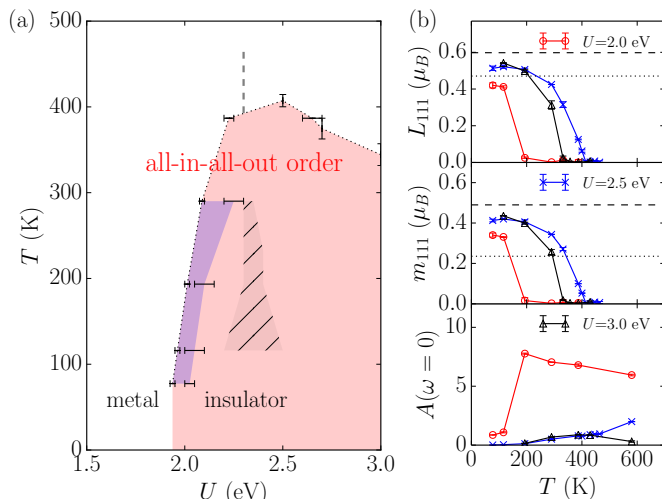 (a)
500
400
300
200
100
0
T (K)
all-in-all-out order
metal
insulator
1.5
2.0
2.5
3.0
U (eV)
(b)
0.6
0.4
0.2
0.0
L111 (μB)
U=2.0 eV
0.6
0.4
0.2
0.0
m111 (μB)
U=2.5 eV
10
5
0
A(ω=0)
U=3.0 eV
0
200
400
600
T (K)